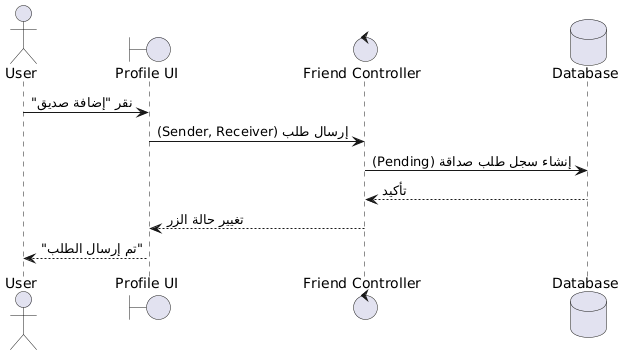 User
Profile UI
Friend Controller
Database
نقر "إضافة صديق"
إرسال طلب (Sender, Receiver)
إنشاء سجل طلب صداقة (Pending)
تأكيد
تغيير حالة الزر
"تم إرسال الطلب"
User
Profile UI
Friend Controller
Database